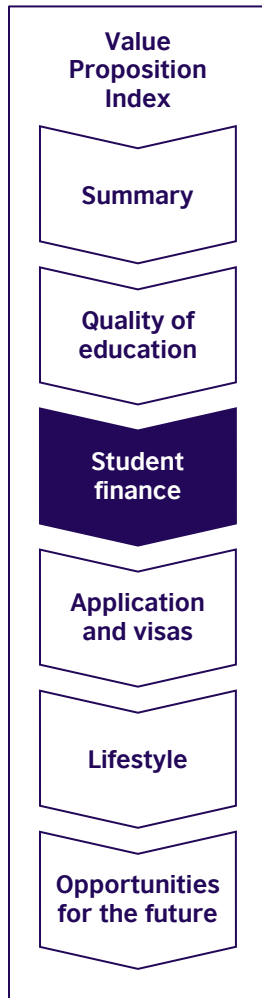 Value
Proposition
Index
Summary
Quality of
education
Student
finance
Application
and visas
Lifestyle
Opportunities
for the future